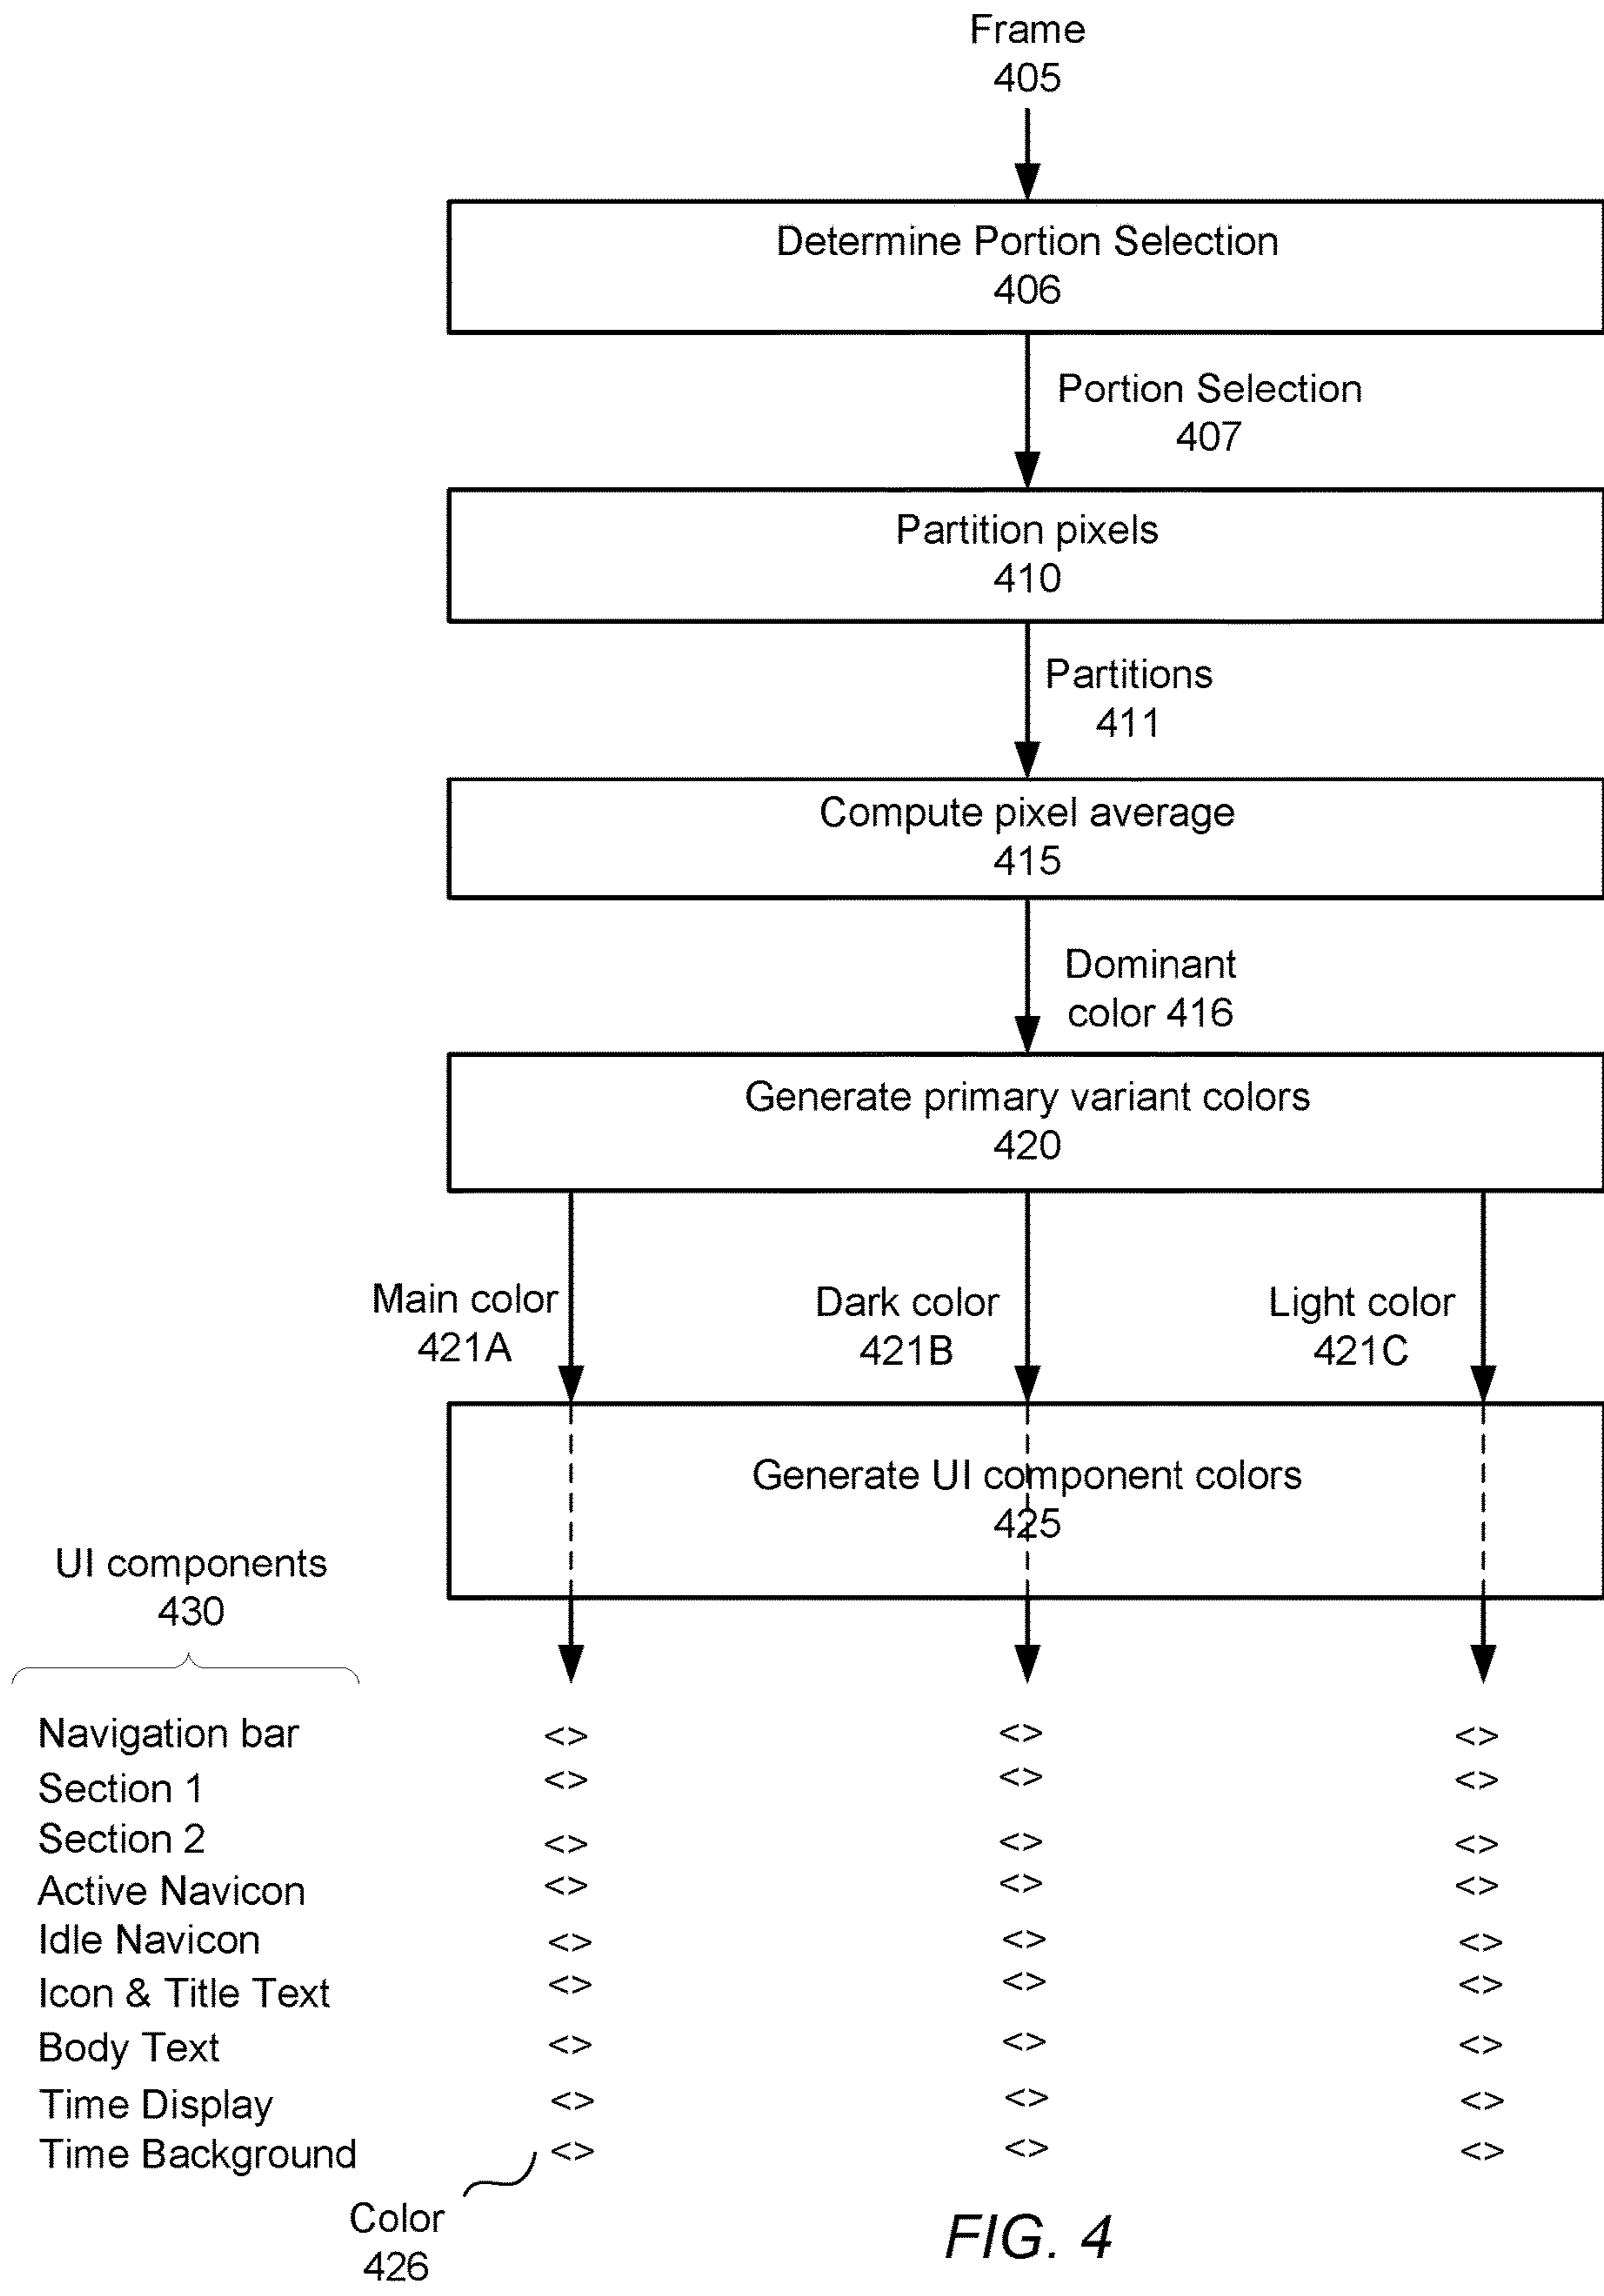 Frame
405
Determine Portion Selection
406
Portion Selection
407
Partition pixels
410
Partitions
411
Compute pixel average
415
Dominant
color 416
Generate primary variant colors
420
Main color
421A
Dark color
421B
Light color
421C
Generate UI component colors
425
UI components
430
Navigation bar <> <> <>
Section 1 <> <> <>
Section 2 <> <> <>
Active Navicon <> <> <>
Idle Navicon <> <> <>
Icon & Title Text <> <> <>
Body Text <> <> <>
Time Display <> <> <>
Time Background <> <> <>
Color
426
FIG. 4